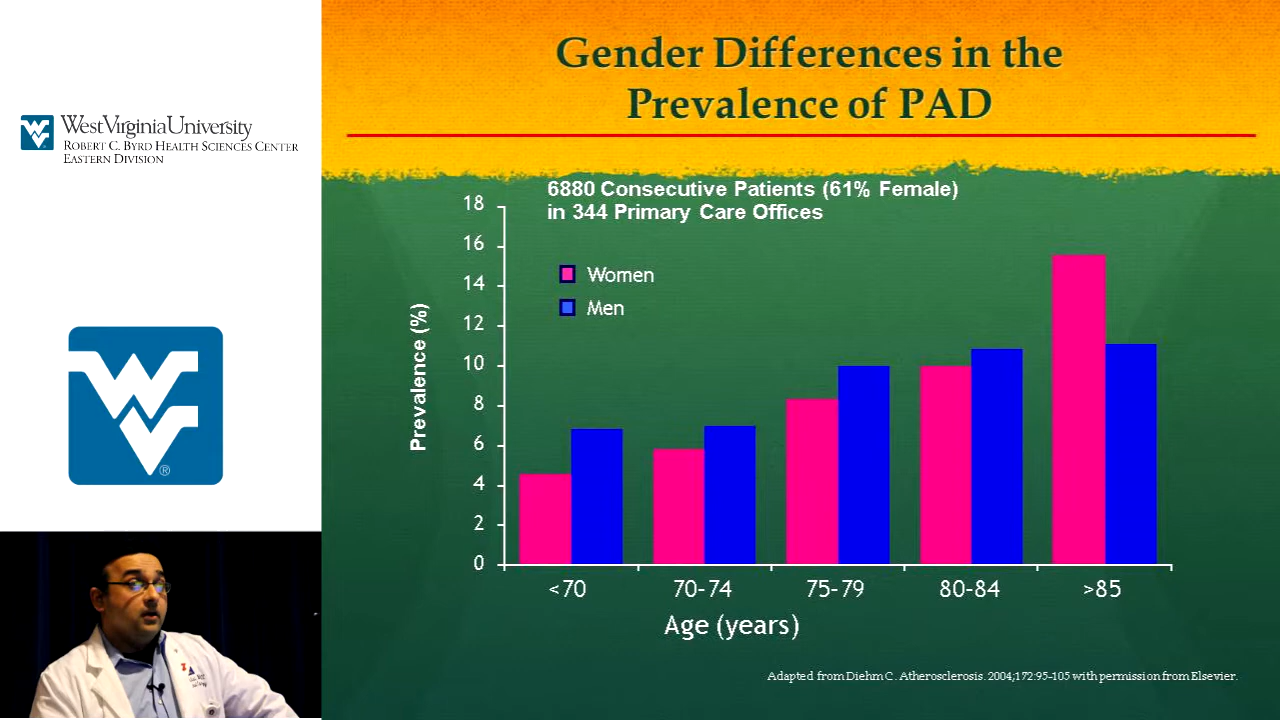 West Virginia University
ROBERT C. BYRD HEALTH SCIENCES CENTER
EASTERN DIVISION
®
Gender Differences in the
Prevalence of PAD
6880 Consecutive Patients (61% Female)
in 344 Primary Care Offices
Women
Men
Prevalence (%)
18
16
14
12
10
8
6
4
2
0
<70 70-74 75-79 80-84 >85
Age (years)
Adapted from Diehm C. Atherosclerosis. 2004;172:95-105 with permission from Elsevier.